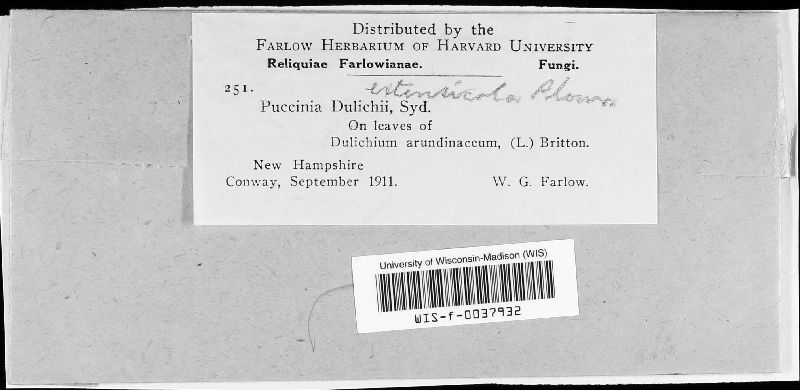 Distributed by the
FARLOW HERBARIUM OF HARVARD UNIVERSITY
Reliquiae Farlowianae. Fungi.
extensicola Plowr.
251.
Puccinia Dulichii, Syd.
On leaves of
Dulichium arundinaceum, (L.) Britton.
New Hampshire
Conway, September 1911. W. G. Farlow.
University of Wisconsin-Madison (WIS)
WIS-f-0037932